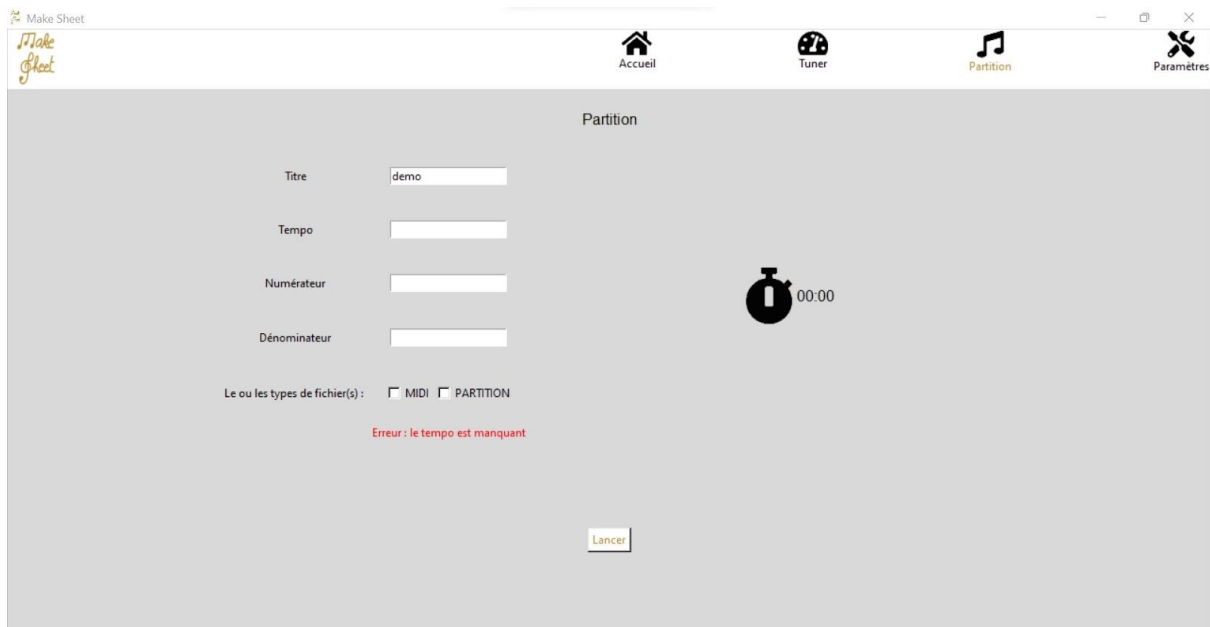 Make Sheet
Make
Sheet
Accueil
Tuner
Partition
Paramètres
Partition
Titre
demo
Tempo
Numérateur
00:00
Dénominateur
Le ou les types de fichier(s) :
MIDI
PARTITION
Erreur : le tempo est manquant
Lancer